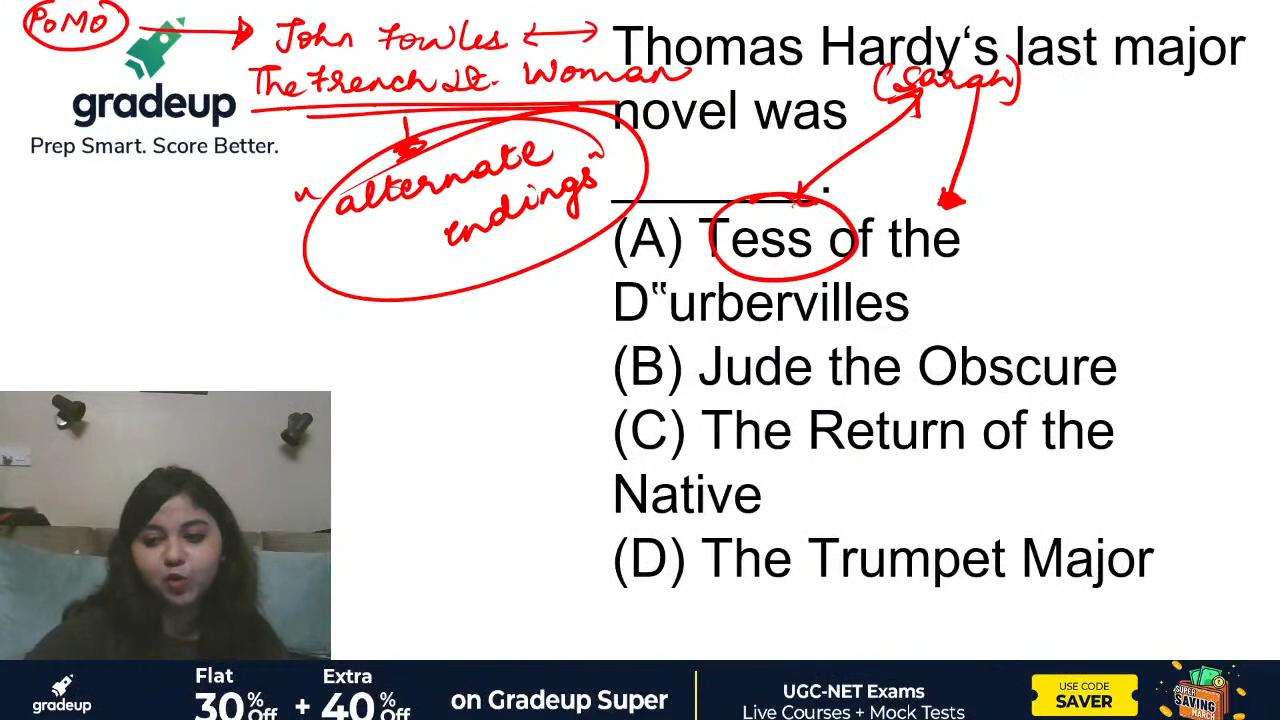 POMO
John Fowles
The French Lt. Woman
"alternate
endings"
gradeup
Prep Smart. Score Better.
Thomas Hardy‘s last major
(Sarah)
novel was
________.
(A) Tess of the
D‟urbervilles
(B) Jude the Obscure
(C) The Return of the
Native
(D) The Trumpet Major
gradeup
Flat
30% Off
+
Extra
40% Off
on Gradeup Super
UGC-NET Exams
Live Courses + Mock Tests
USE CODE
SAVER
SUPER
SAVING
MARCH